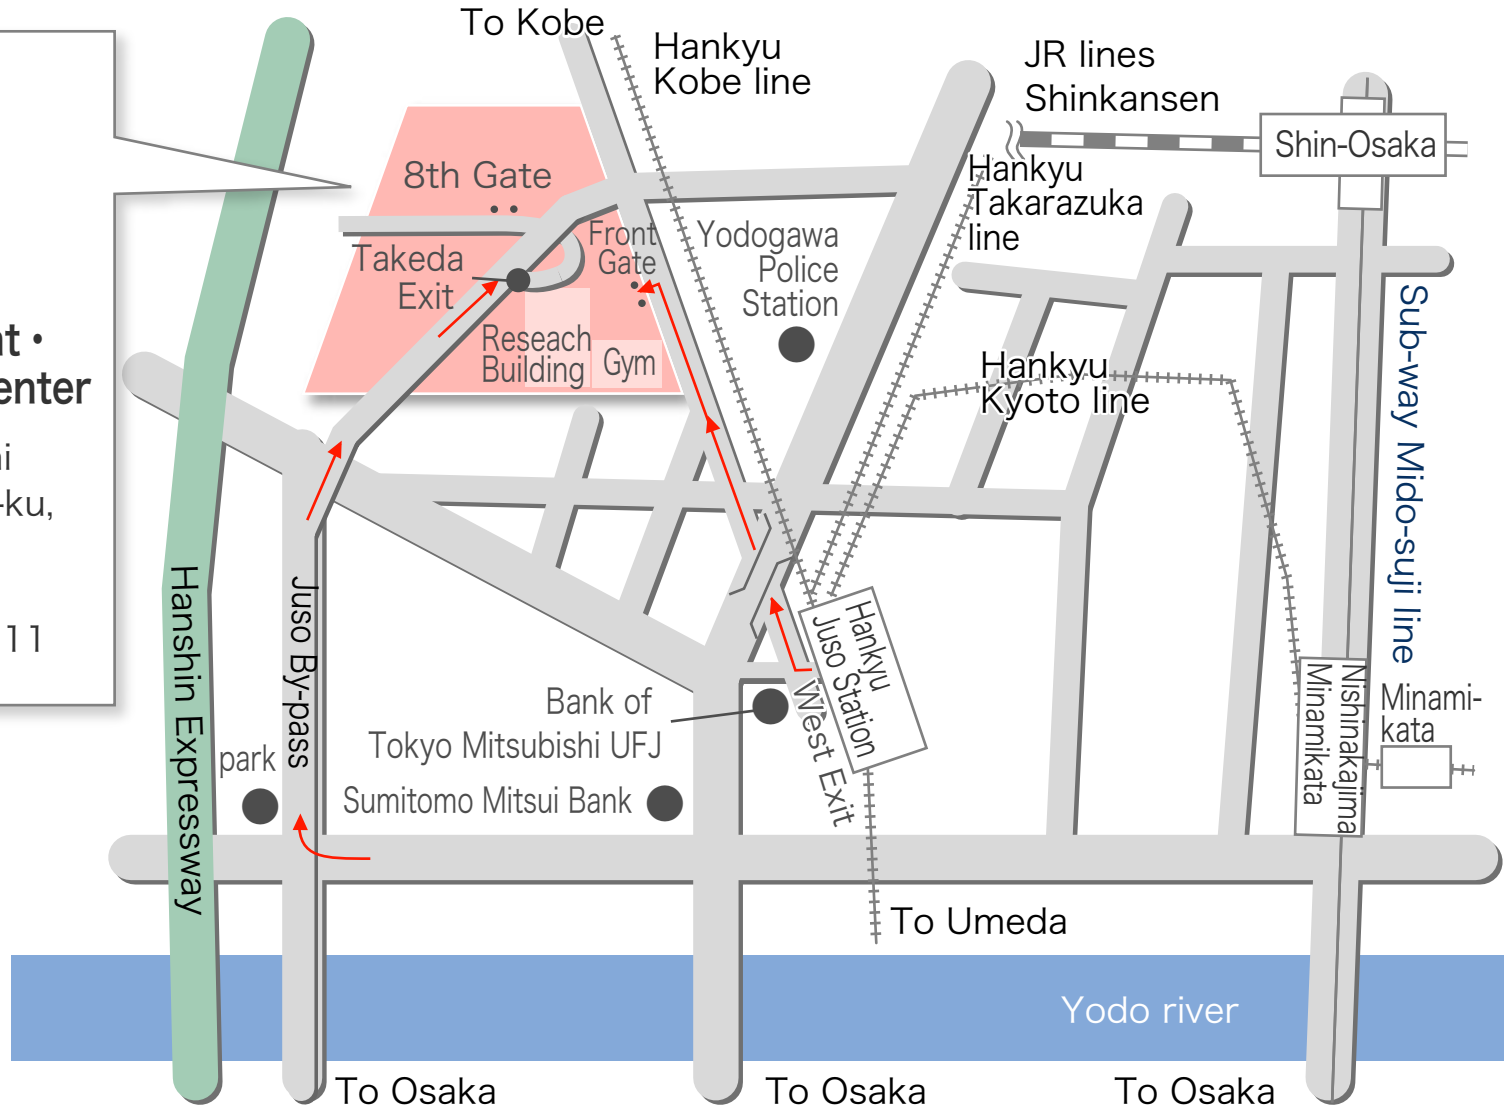 To Kobe
Hankyu
Kobe line
JR lines
Shinkansen
Shin-Osaka
8th Gate
Hankyu
Takarazuka
line
Front
Gate
Yodogawa
Police
Station
Takeda
Exit
Reseach
Building
Gym
Hankyu
Kyoto line
Sub-way Mido-suji line
t •
enter
i
-ku,
11
Hanshin Expressway
Juso By-pass
Hankyu
Juso Station
West Exit
Bank of
Tokyo Mitsubishi UFJ
park
Sumitomo Mitsui Bank
Nishinakajima
Minamikata
Minami-
kata
To Umeda
Yodo river
To Osaka
To Osaka
To Osaka